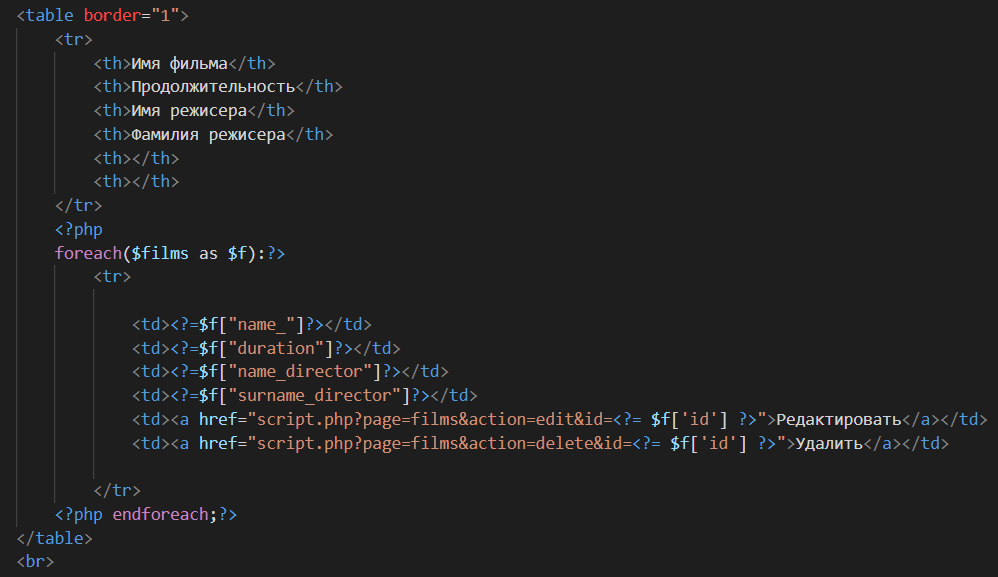 <table border="1">
<tr>
<th>Имя фильма</th>
<th>Продолжительность</th>
<th>Имя режисера</th>
<th>Фамилия режисера</th>
<th></th>
<th></th>
</tr>
<?php
foreach($films as $f):?>
<tr>
<td><?=$f["name_"]?></td>
<td><?=$f["duration"]?></td>
<td><?=$f["name_director"]?></td>
<td><?=$f["surname_director"]?></td>
<td><a href="script.php?page=films&action=edit&id=<?= $f['id'] ?>">Редактировать</a></td>
<td><a href="script.php?page=films&action=delete&id=<?= $f['id'] ?>">Удалить</a></td>
</tr>
<?php endforeach;?>
</table>
<br>